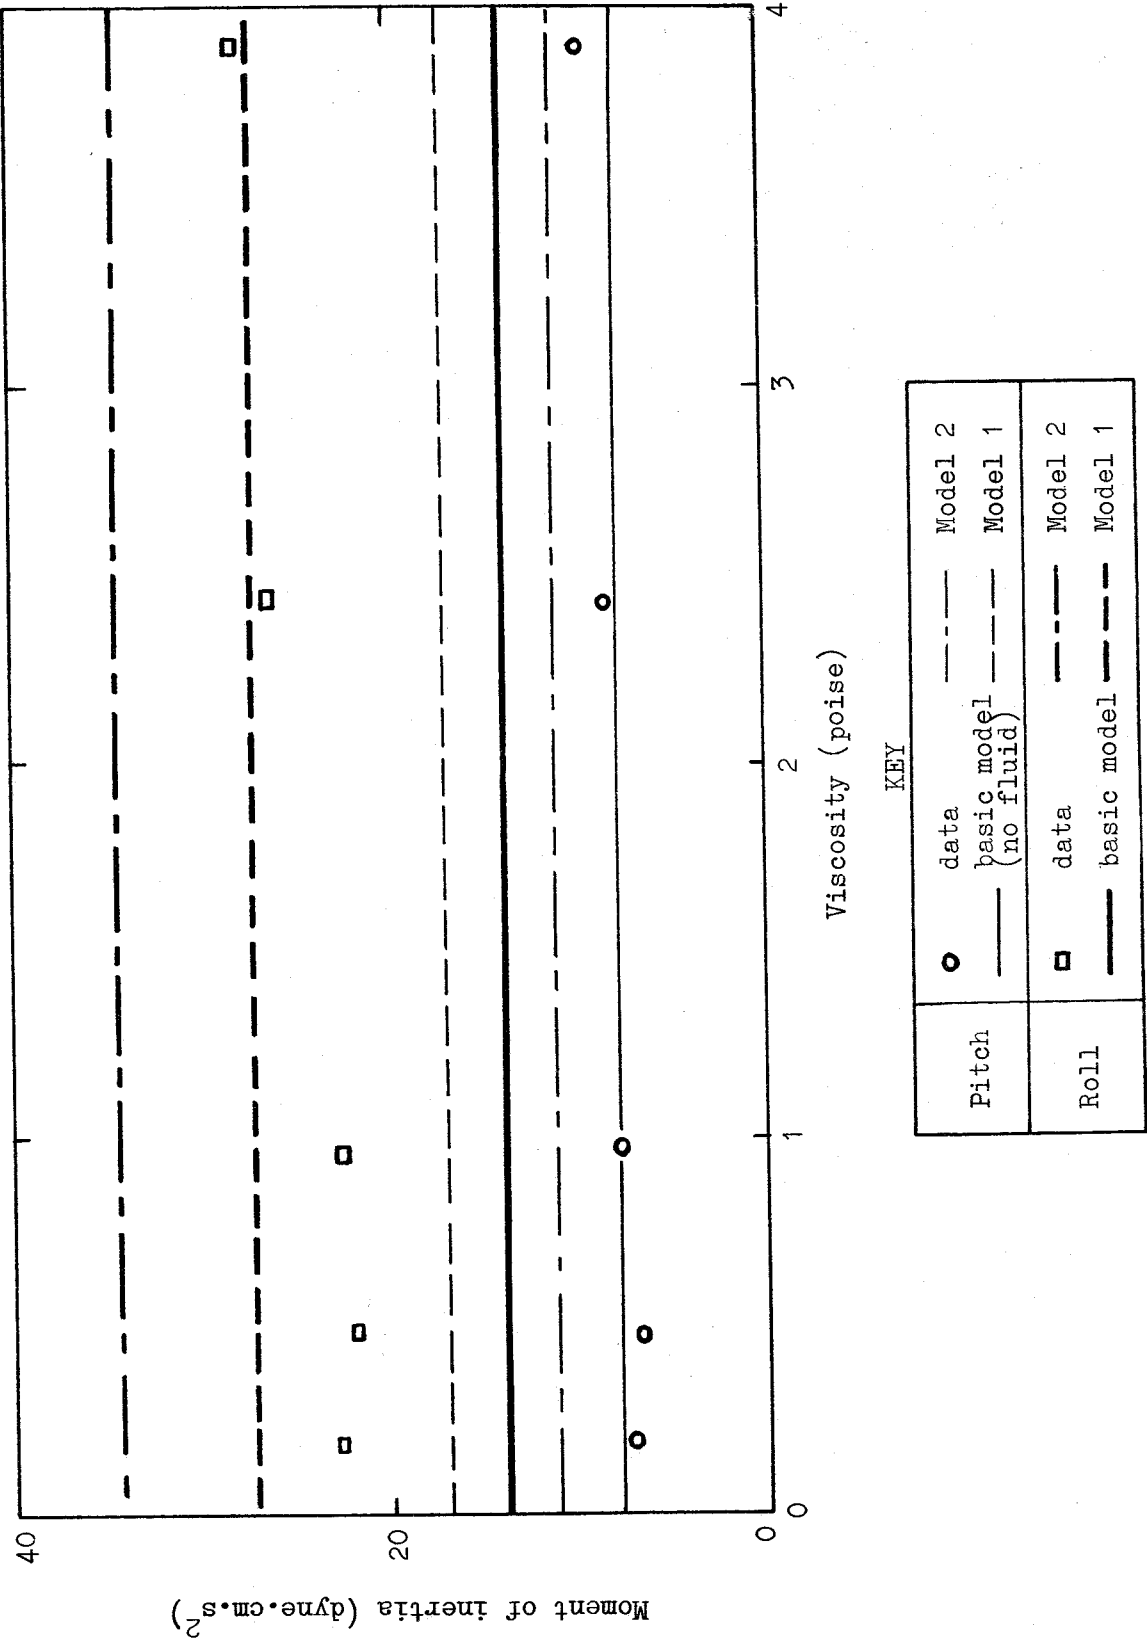 Moment of inertia (dyne.cm.s²)
40
20
0
0
1
2
3
4
Viscosity (poise)
KEY
Pitch
data
Model 2
basic model
(no fluid)
Model 1
Roll
data
Model 2
basic model
Model 1